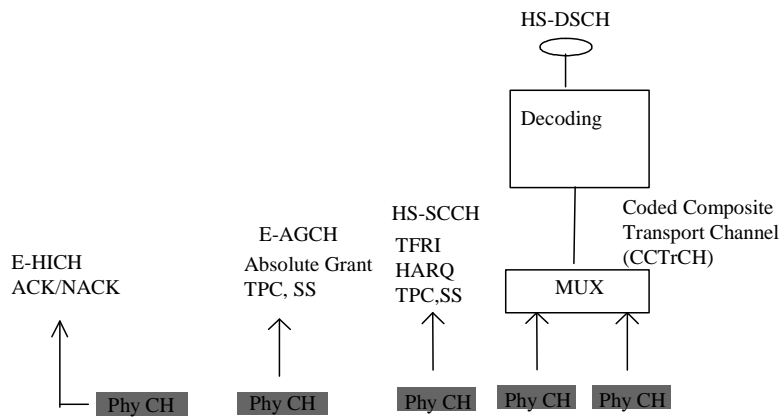 HS-DSCH
Decoding
HS-SCCH
TFRI
HARQ
TPC,SS
Coded Composite
Transport Channel
(CCTrCH)
E-AGCH
Absolute Grant
TPC, SS
E-HICH
ACK/NACK
MUX
Phy CH
Phy CH
Phy CH
Phy CH
Phy CH